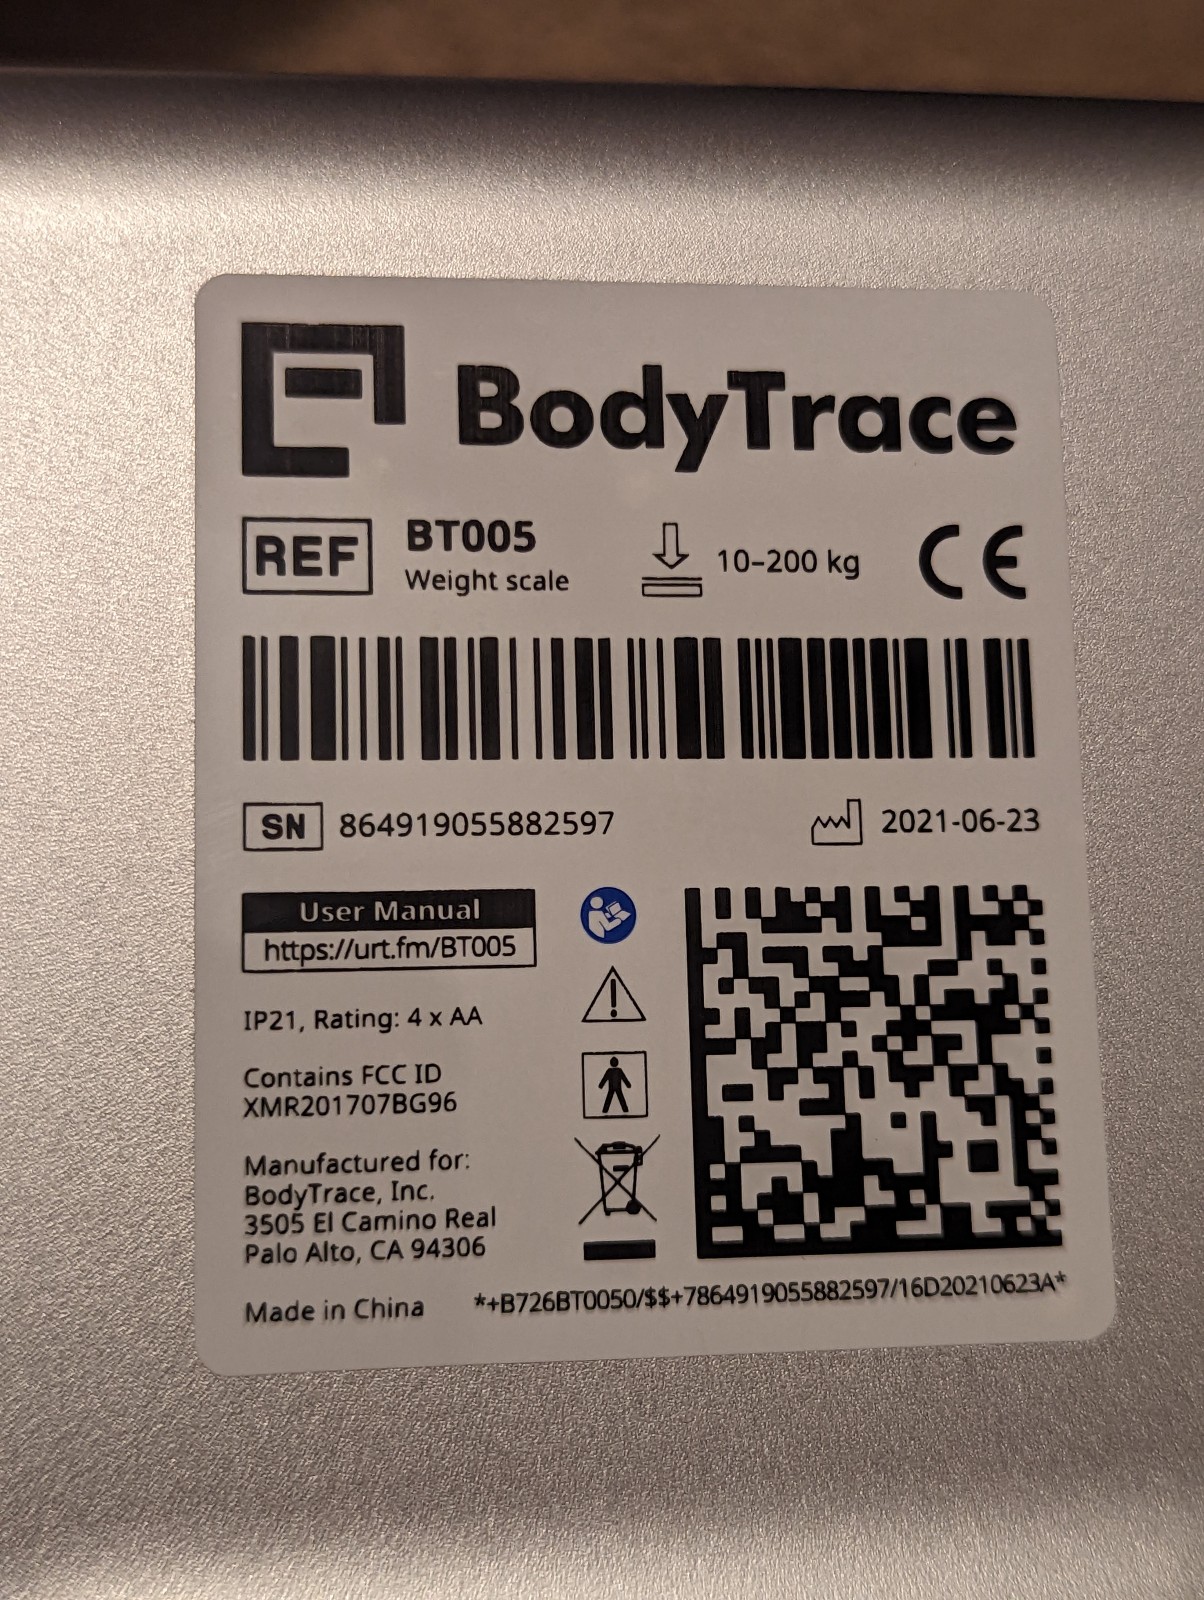 BodyTrace
REF
BT005
Weight scale
10–200 kg
CE
SN 864919055882597
2021-06-23
User Manual
https://urt.fm/BT005
IP21, Rating: 4 x AA
Contains FCC ID
XMR201707BG96
Manufactured for:
BodyTrace, Inc.
3505 El Camino Real
Palo Alto, CA 94306
Made in China
*+B726BT0050/$$+7864919055882597/16D20210623A*